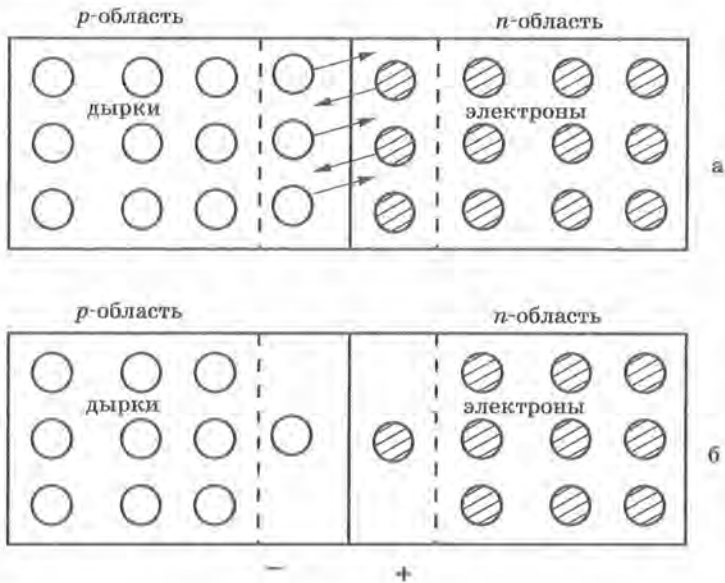 p-область n-область
дырки электроны
а
p-область n-область
дырки электроны
б
− +